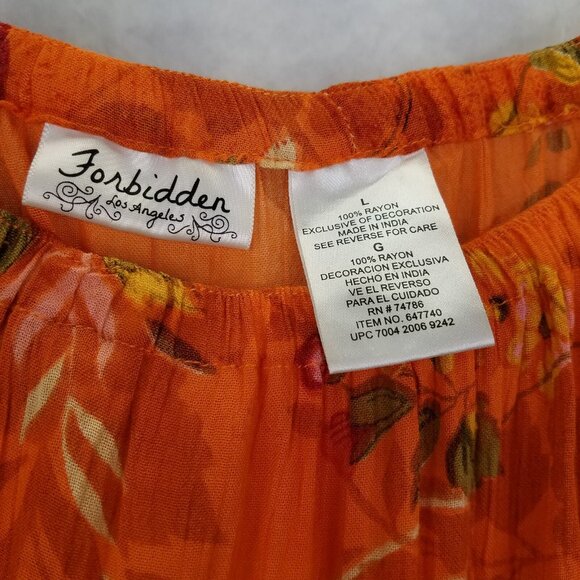 Forbidden
Los Angeles
L
100% RAYON
EXCLUSIVE OF DECORATION
MADE IN INDIA
SEE REVERSE FOR CARE
G
100% RAYON
DECORACION EXCLUSIVA
HECHO EN INDIA
VE EL REVERSO
PARA EL CUIDADO
RN # 74786
ITEM NO. 647740
UPC 7004 2006 9242